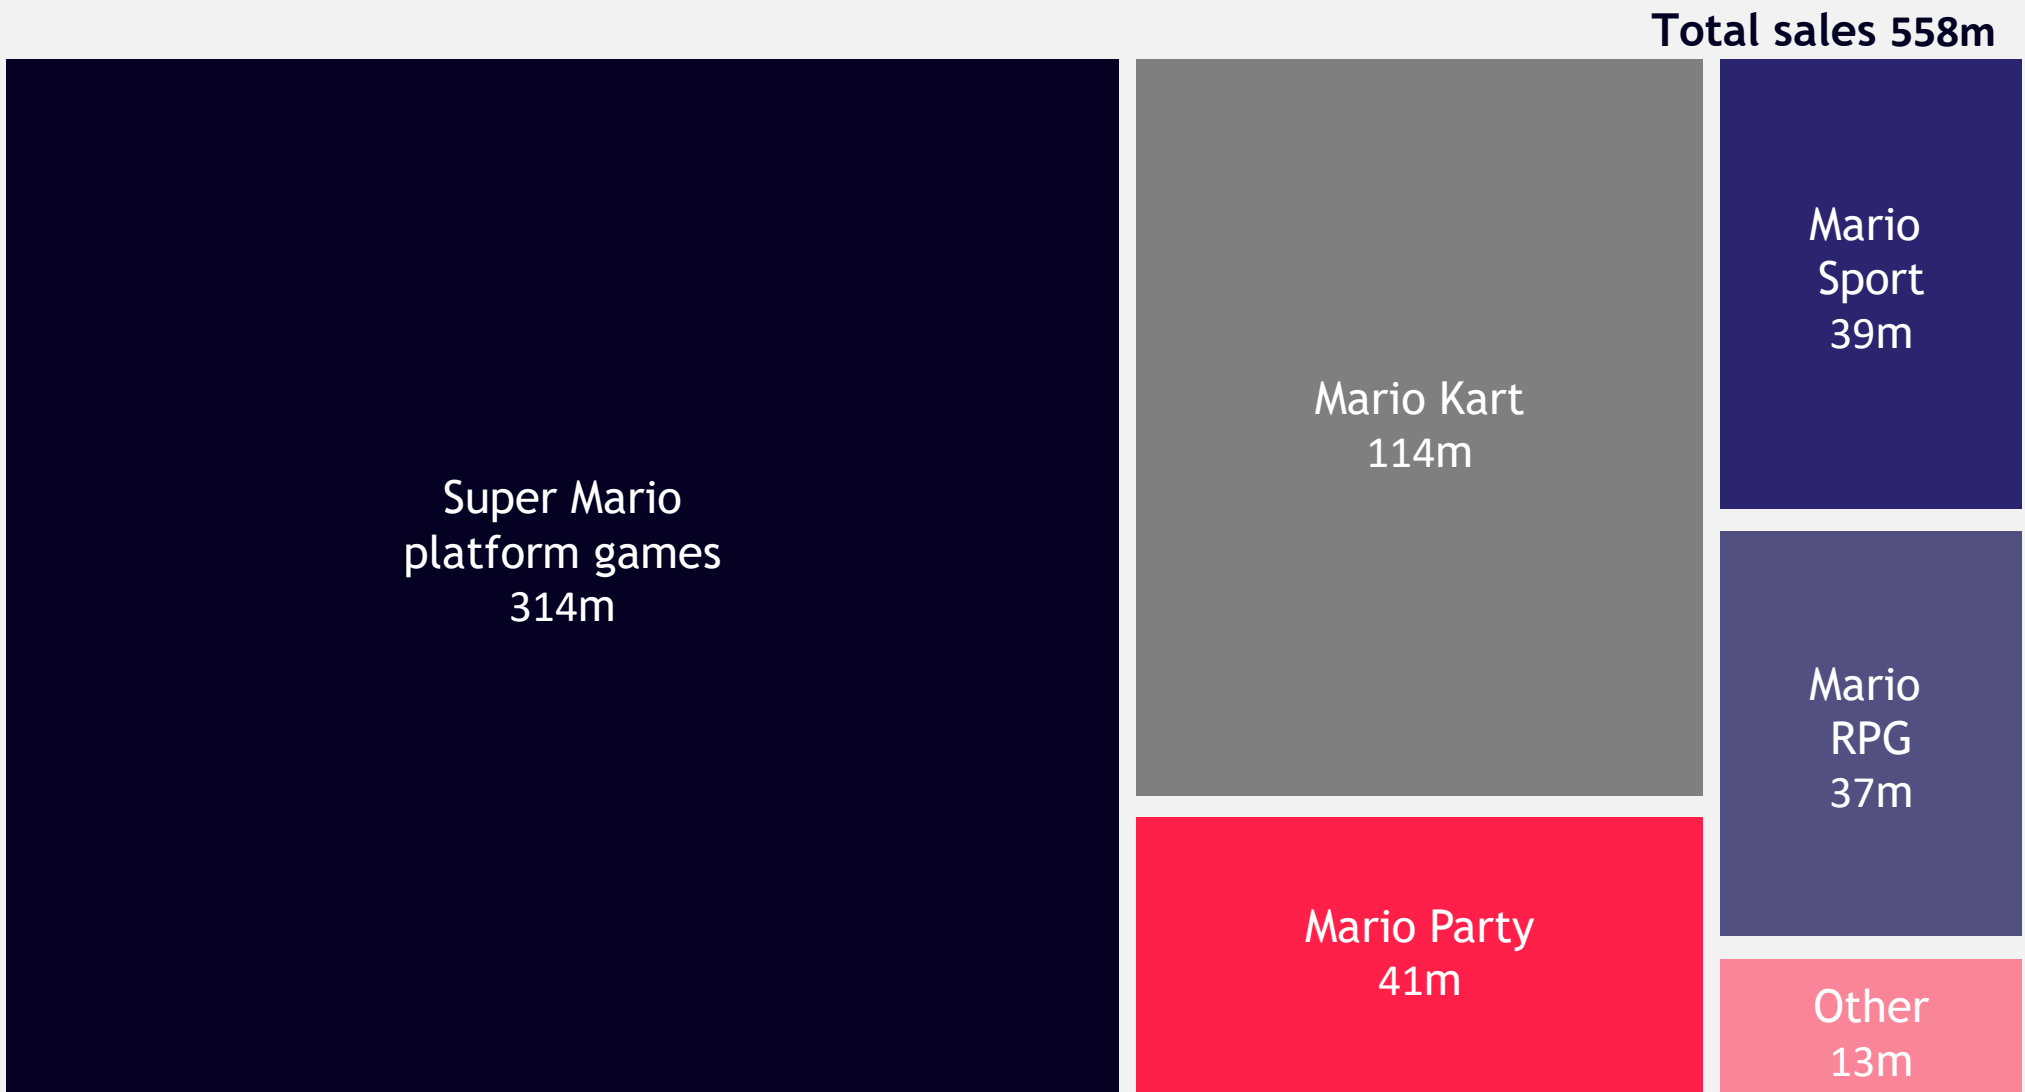 Total sales 558m
Super Mario
platform games
314m
Mario Kart
114m
Mario Party
41m
Mario
Sport
39m
Mario
RPG
37m
Other
13m